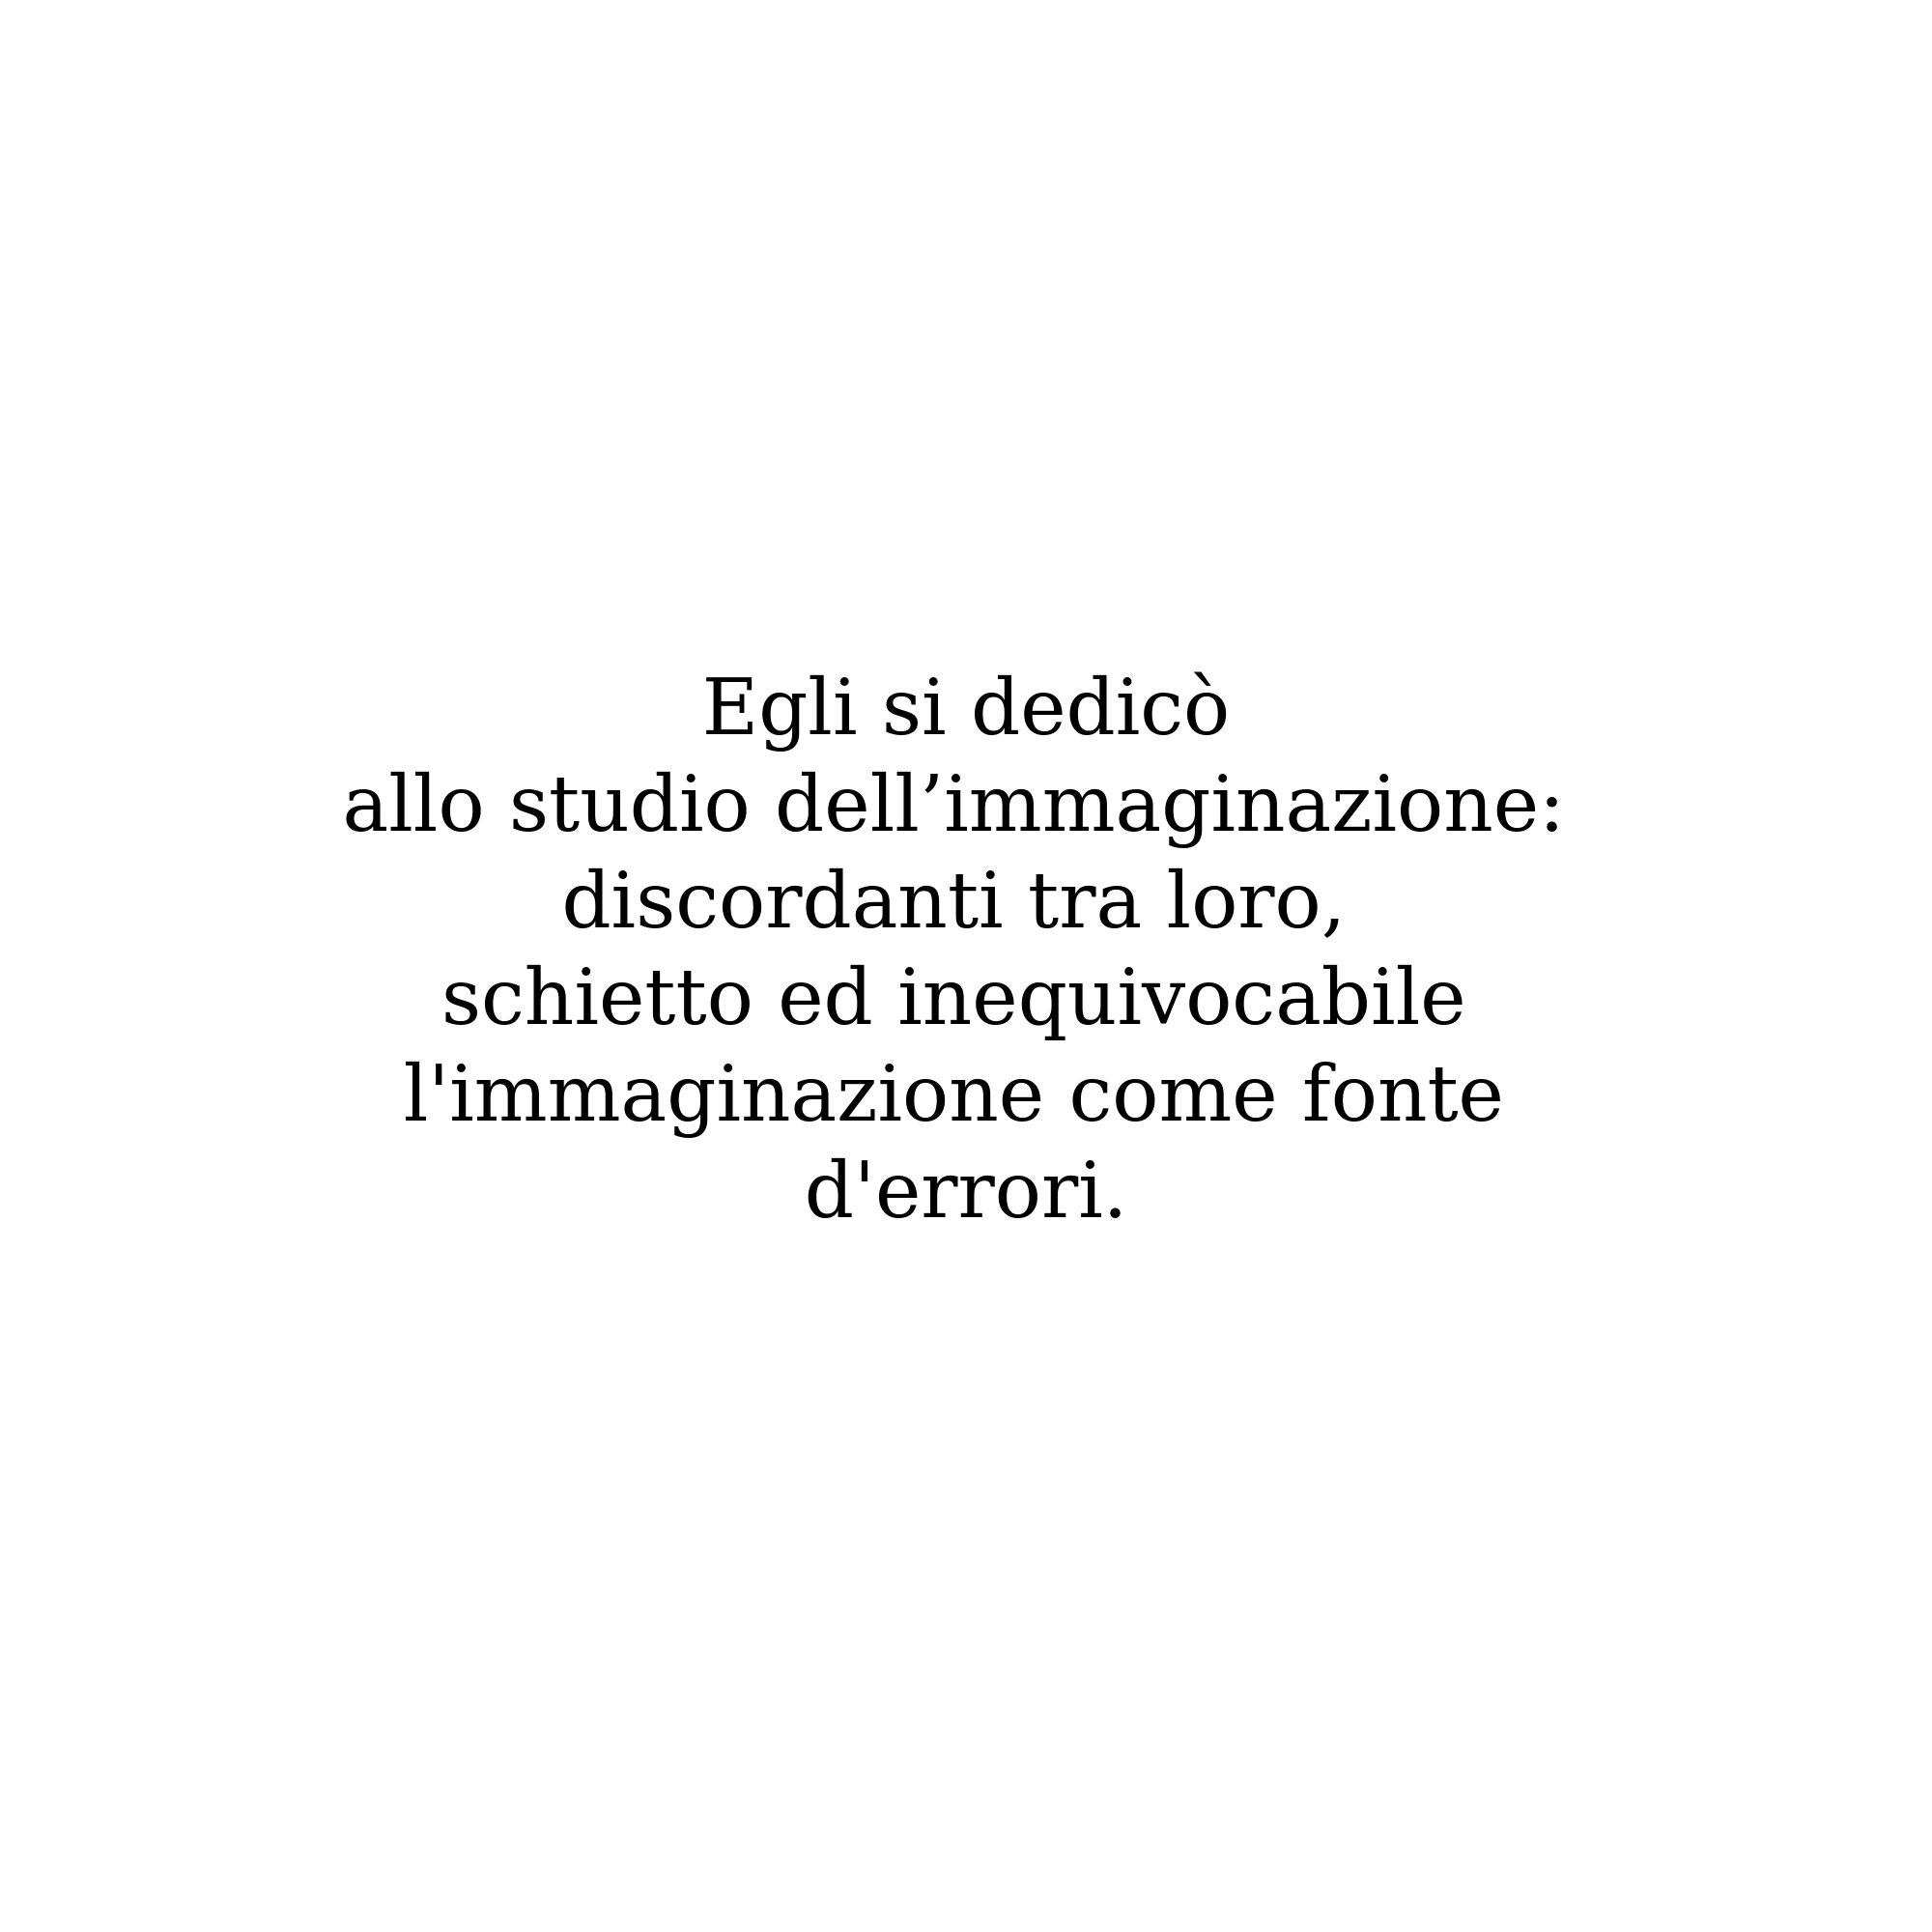 Egli si dedicò
allo studio dell’immaginazione:
discordanti tra loro,
schietto ed inequivocabile
l'immaginazione come fonte
d'errori.